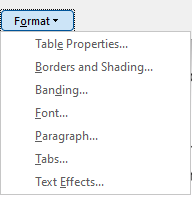 Format
Table Properties...
Borders and Shading...
Banding...
Font...
Paragraph...
Tabs...
Text Effects...